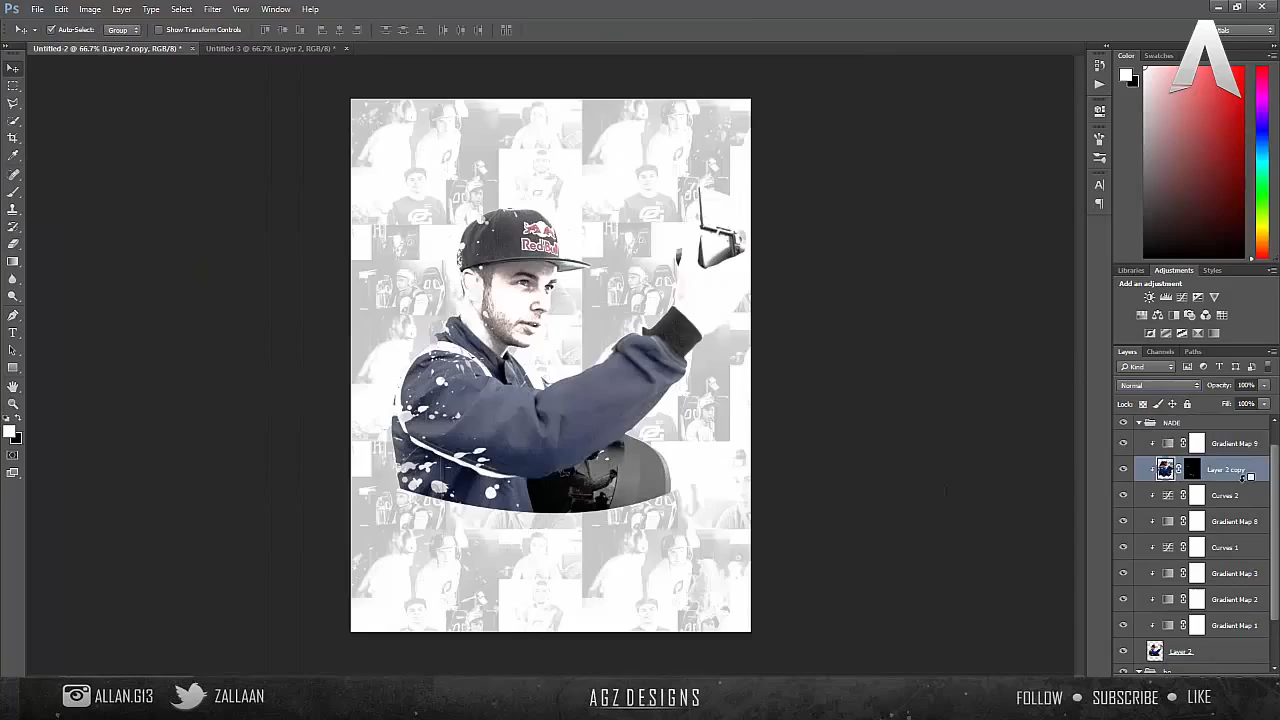 Ps File Edit Image Layer Type Select Filter View Window Help
Auto-Select: Group Show Transform Controls
Untitled-2 @ 66.7% (Layer 2 copy, RGB/8) * × Untitled-3 @ 66.7% (Layer 2, RGB/8) * ×
Color Swatches
A
Red Bull
Libraries Adjustments Styles
Add an adjustment
Layers Channels Paths
Kind
Normal Opacity: 100%
Lock: Fill: 100%
NADE
Gradient Map 9
Layer 2 copy
Curves 2
Gradient Map 8
Curves 1
Gradient Map 3
Gradient Map 2
Gradient Map 1
Layer 2
ALLAN.G13 ZALLAAN AGZ DESIGNS FOLLOW SUBSCRIBE LIKE